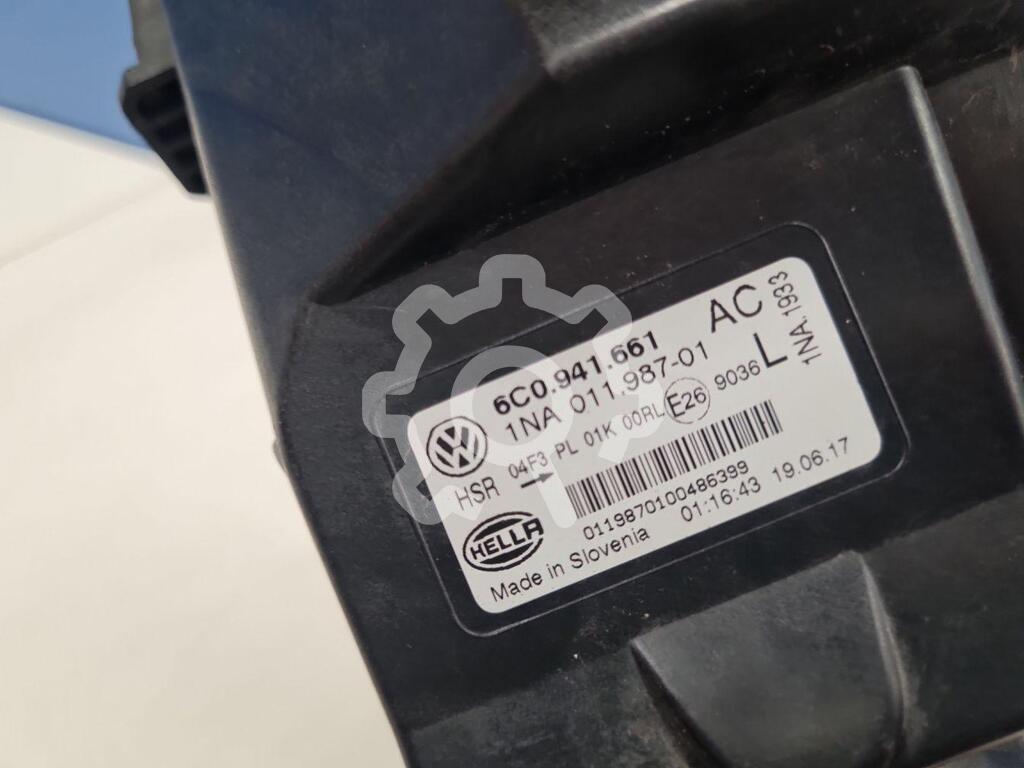 6C0.941.661 AC
1NA 011.987-01 L
1NA.1933
HSR 04F3 PL 01K 00RL E26 9036
0119870100486399
HELLA
Made in Slovenia 01:16:43 19.06.17